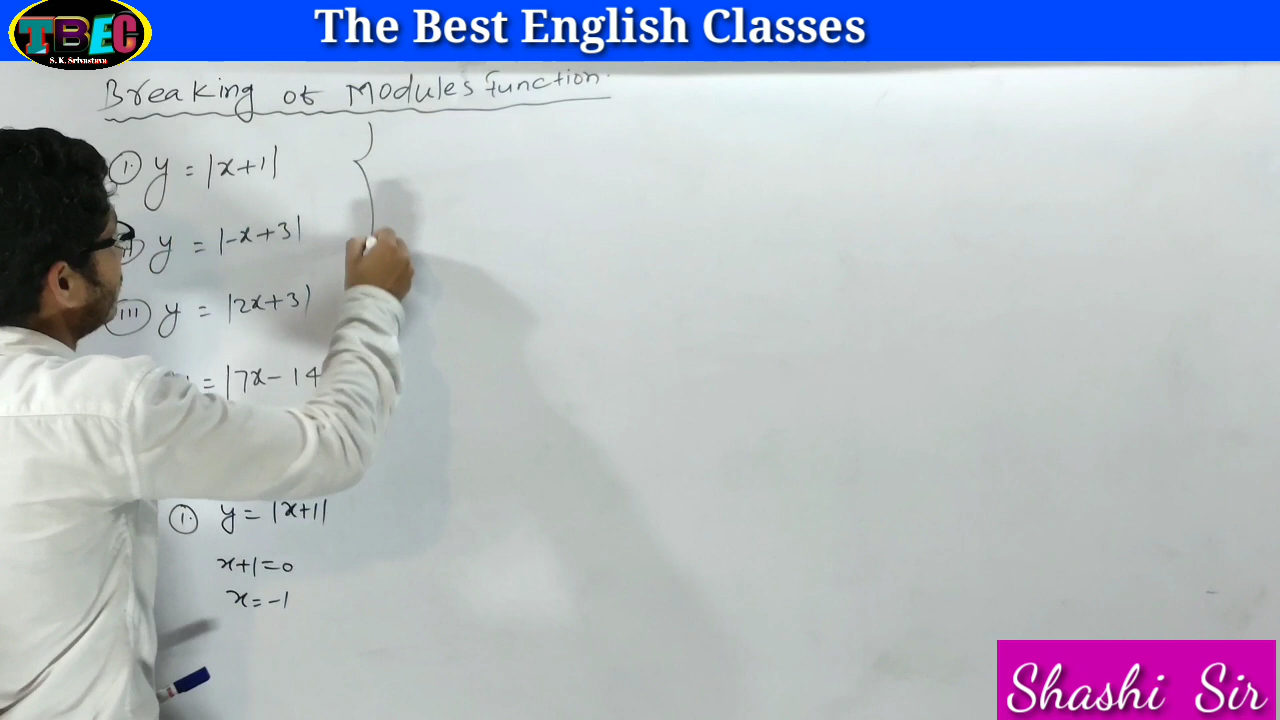 The Best English Classes
TBEC
S. K. Srivastava
Breaking of Modules Function.
I. y = |x+1|
y = |-x+3|
III y = |2x+3|
= |7x-14
I. y = |x+1|
x+1=0
x=-1
Shashi Sir